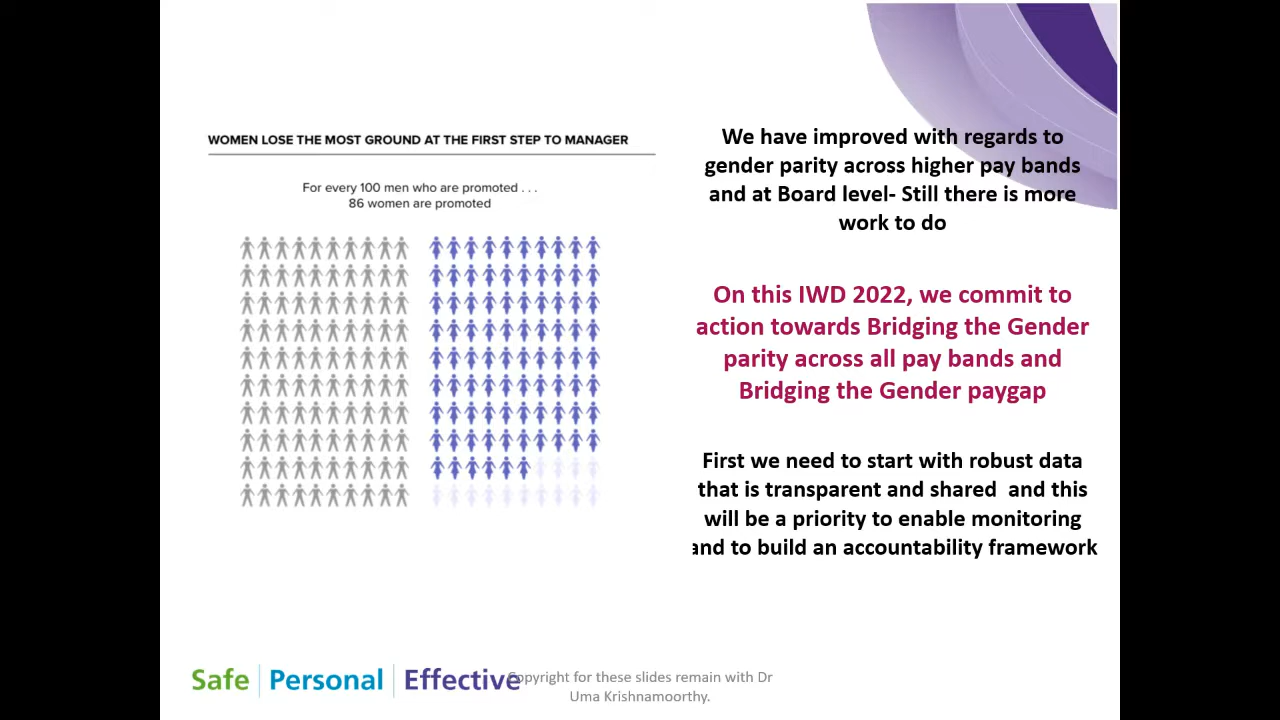 WOMEN LOSE THE MOST GROUND AT THE FIRST STEP TO MANAGER
For every 100 men who are promoted . . .
86 women are promoted
We have improved with regards to
gender parity across higher pay bands
and at Board level- Still there is more
work to do
On this IWD 2022, we commit to
action towards Bridging the Gender
parity across all pay bands and
Bridging the Gender paygap
First we need to start with robust data
that is transparent and shared  and this
will be a priority to enable monitoring
and to build an accountability framework
Safe Personal Effective
Copyright for these slides remain with Dr
Uma Krishnamoorthy.